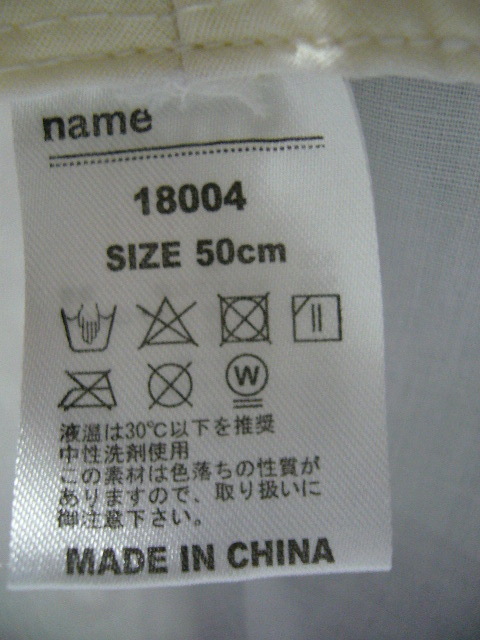 name
18004
SIZE 50cm
W
液温は30℃以下を推奨
中性洗剤使用
この素材は色落ちの性質が
ありますので、取り扱いに
御注意下さい。
MADE IN CHINA